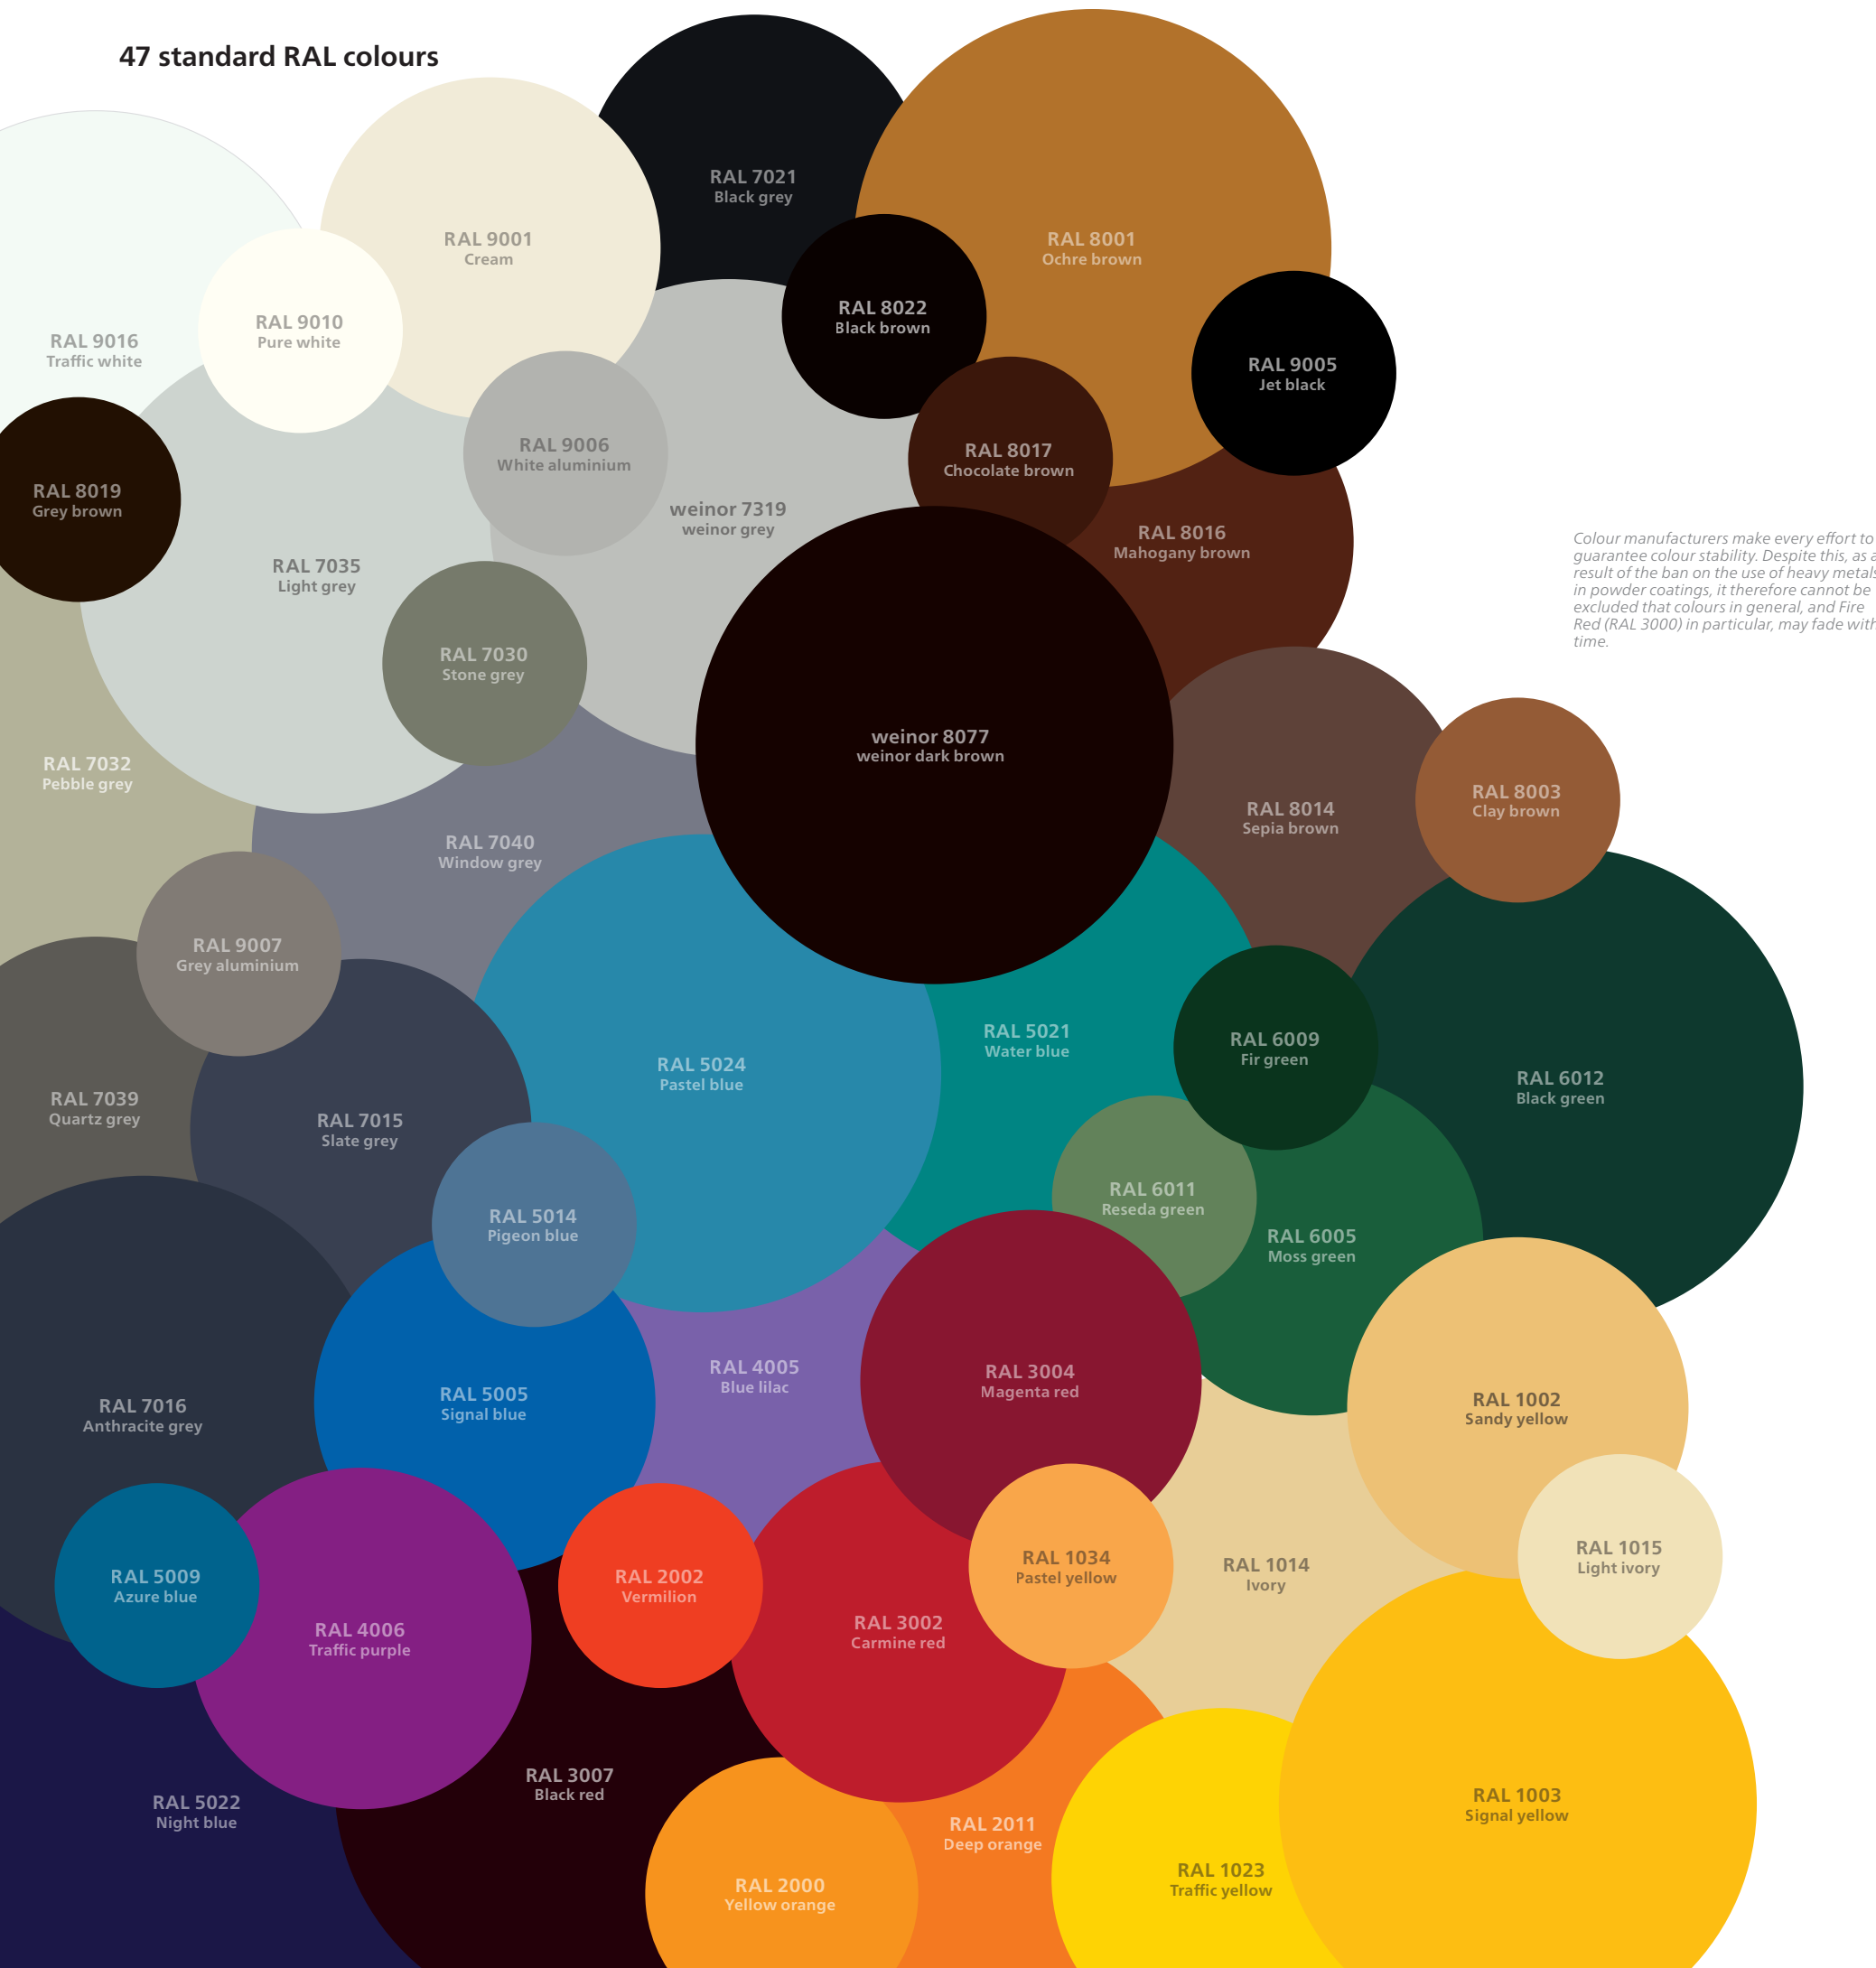 47 standard RAL colours
RAL 7021
Black grey
RAL 9001
Cream
RAL 8001
Ochre brown
RAL 8022
Black brown
RAL 9010
Pure white
RAL 9016
Traffic white
RAL 9005
Jet black
RAL 9006
White aluminium
RAL 8017
Chocolate brown
RAL 8019
Grey brown
weinor 7319
weinor grey
RAL 8016
Mahogany brown
Colour manufacturers make every effort to
guarantee colour stability. Despite this, as a
result of the ban on the use of heavy metals
in powder coatings, it therefore cannot be
excluded that colours in general, and Fire
Red (RAL 3000) in particular, may fade with
time.
RAL 7035
Light grey
RAL 7030
Stone grey
weinor 8077
weinor dark brown
RAL 7032
Pebble grey
RAL 8003
Clay brown
RAL 8014
Sepia brown
RAL 7040
Window grey
RAL 9007
Grey aluminium
RAL 5021
Water blue
RAL 6009
Fir green
RAL 5024
Pastel blue
RAL 6012
Black green
RAL 7039
Quartz grey
RAL 7015
Slate grey
RAL 6011
Reseda green
RAL 5014
Pigeon blue
RAL 6005
Moss green
RAL 4005
Blue lilac
RAL 3004
Magenta red
RAL 5005
Signal blue
RAL 1002
Sandy yellow
RAL 7016
Anthracite grey
RAL 1015
Light ivory
RAL 1034
Pastel yellow
RAL 1014
Ivory
RAL 5009
Azure blue
RAL 2002
Vermilion
RAL 3002
Carmine red
RAL 4006
Traffic purple
RAL 3007
Black red
RAL 1003
Signal yellow
RAL 5022
Night blue
RAL 2011
Deep orange
RAL 1023
Traffic yellow
RAL 2000
Yellow orange